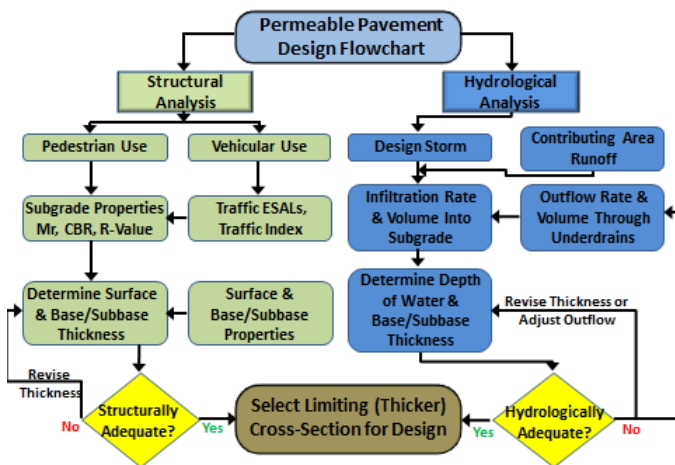 Permeable Pavement
Design Flowchart
Structural
Analysis
Hydrological
Analysis
Pedestrian Use
Vehicular Use
Design Storm
Contributing Area
Runoff
Subgrade Properties
Mr, CBR, R-Value
Traffic ESALs,
Traffic Index
Infiltration Rate
& Volume Into
Subgrade
Outflow Rate &
Volume Through
Underdrains
Determine Surface
& Base/Subbase
Thickness
Surface &
Base/Subbase
Properties
Determine Depth
of Water &
Base/Subbase
Thickness
Revise Thickness or
Adjust Outflow
Revise
Thickness
Structurally
Adequate?
No
Yes
Select Limiting (Thicker)
Cross-Section for Design
Yes
Hydrologically
Adequate?
No